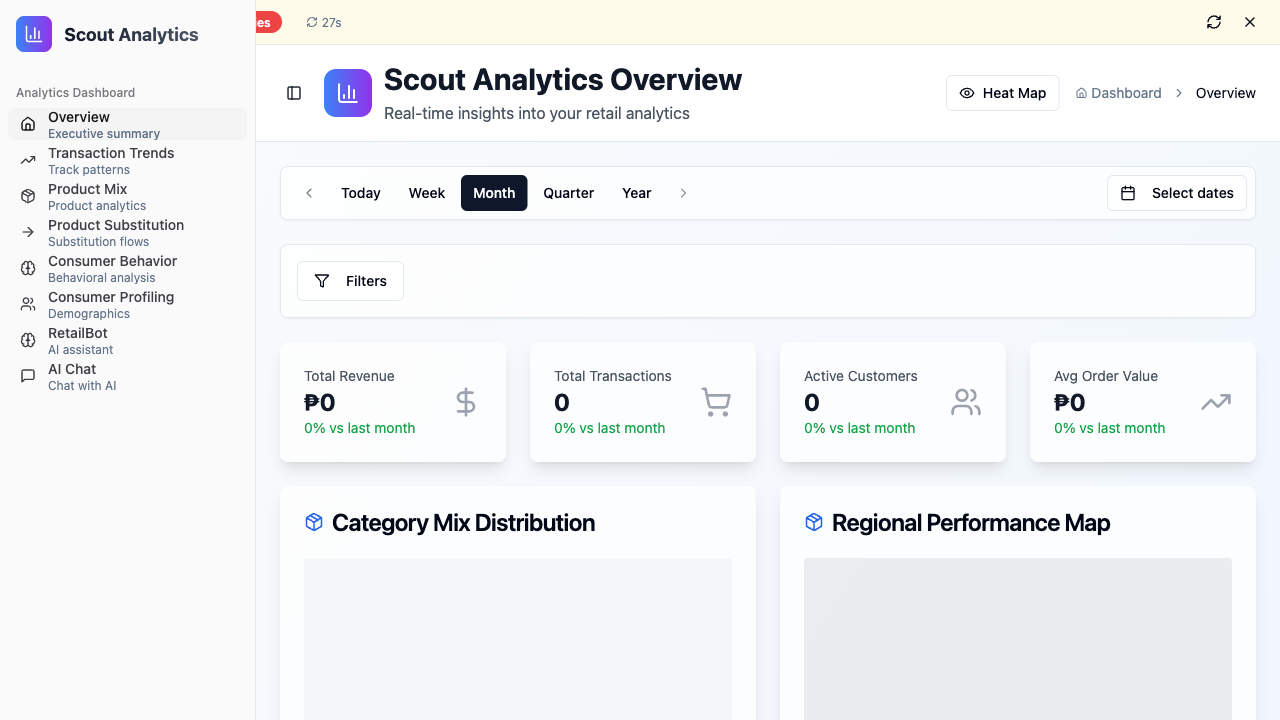 Scout Analytics
27s
Analytics Dashboard
Overview
Executive summary
Transaction Trends
Track patterns
Product Mix
Product analytics
Product Substitution
Substitution flows
Consumer Behavior
Behavioral analysis
Consumer Profiling
Demographics
RetailBot
AI assistant
AI Chat
Chat with AI
Scout Analytics Overview
Real-time insights into your retail analytics
Heat Map
Dashboard
Overview
Today
Week
Month
Quarter
Year
Select dates
Filters
Total Revenue
₱0
0% vs last month
Total Transactions
0
0% vs last month
Active Customers
0
0% vs last month
Avg Order Value
₱0
0% vs last month
Category Mix Distribution
Regional Performance Map